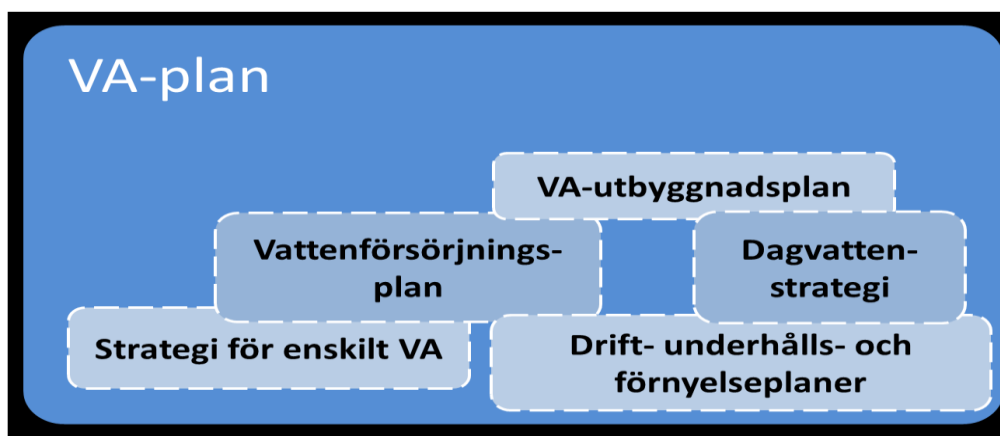 VA-plan
VA-utbyggnadsplan
Vattenförsörjnings-
plan
Dagvatten-
strategi
Strategi för enskilt VA
Drift- underhålls- och
förnyelseplaner